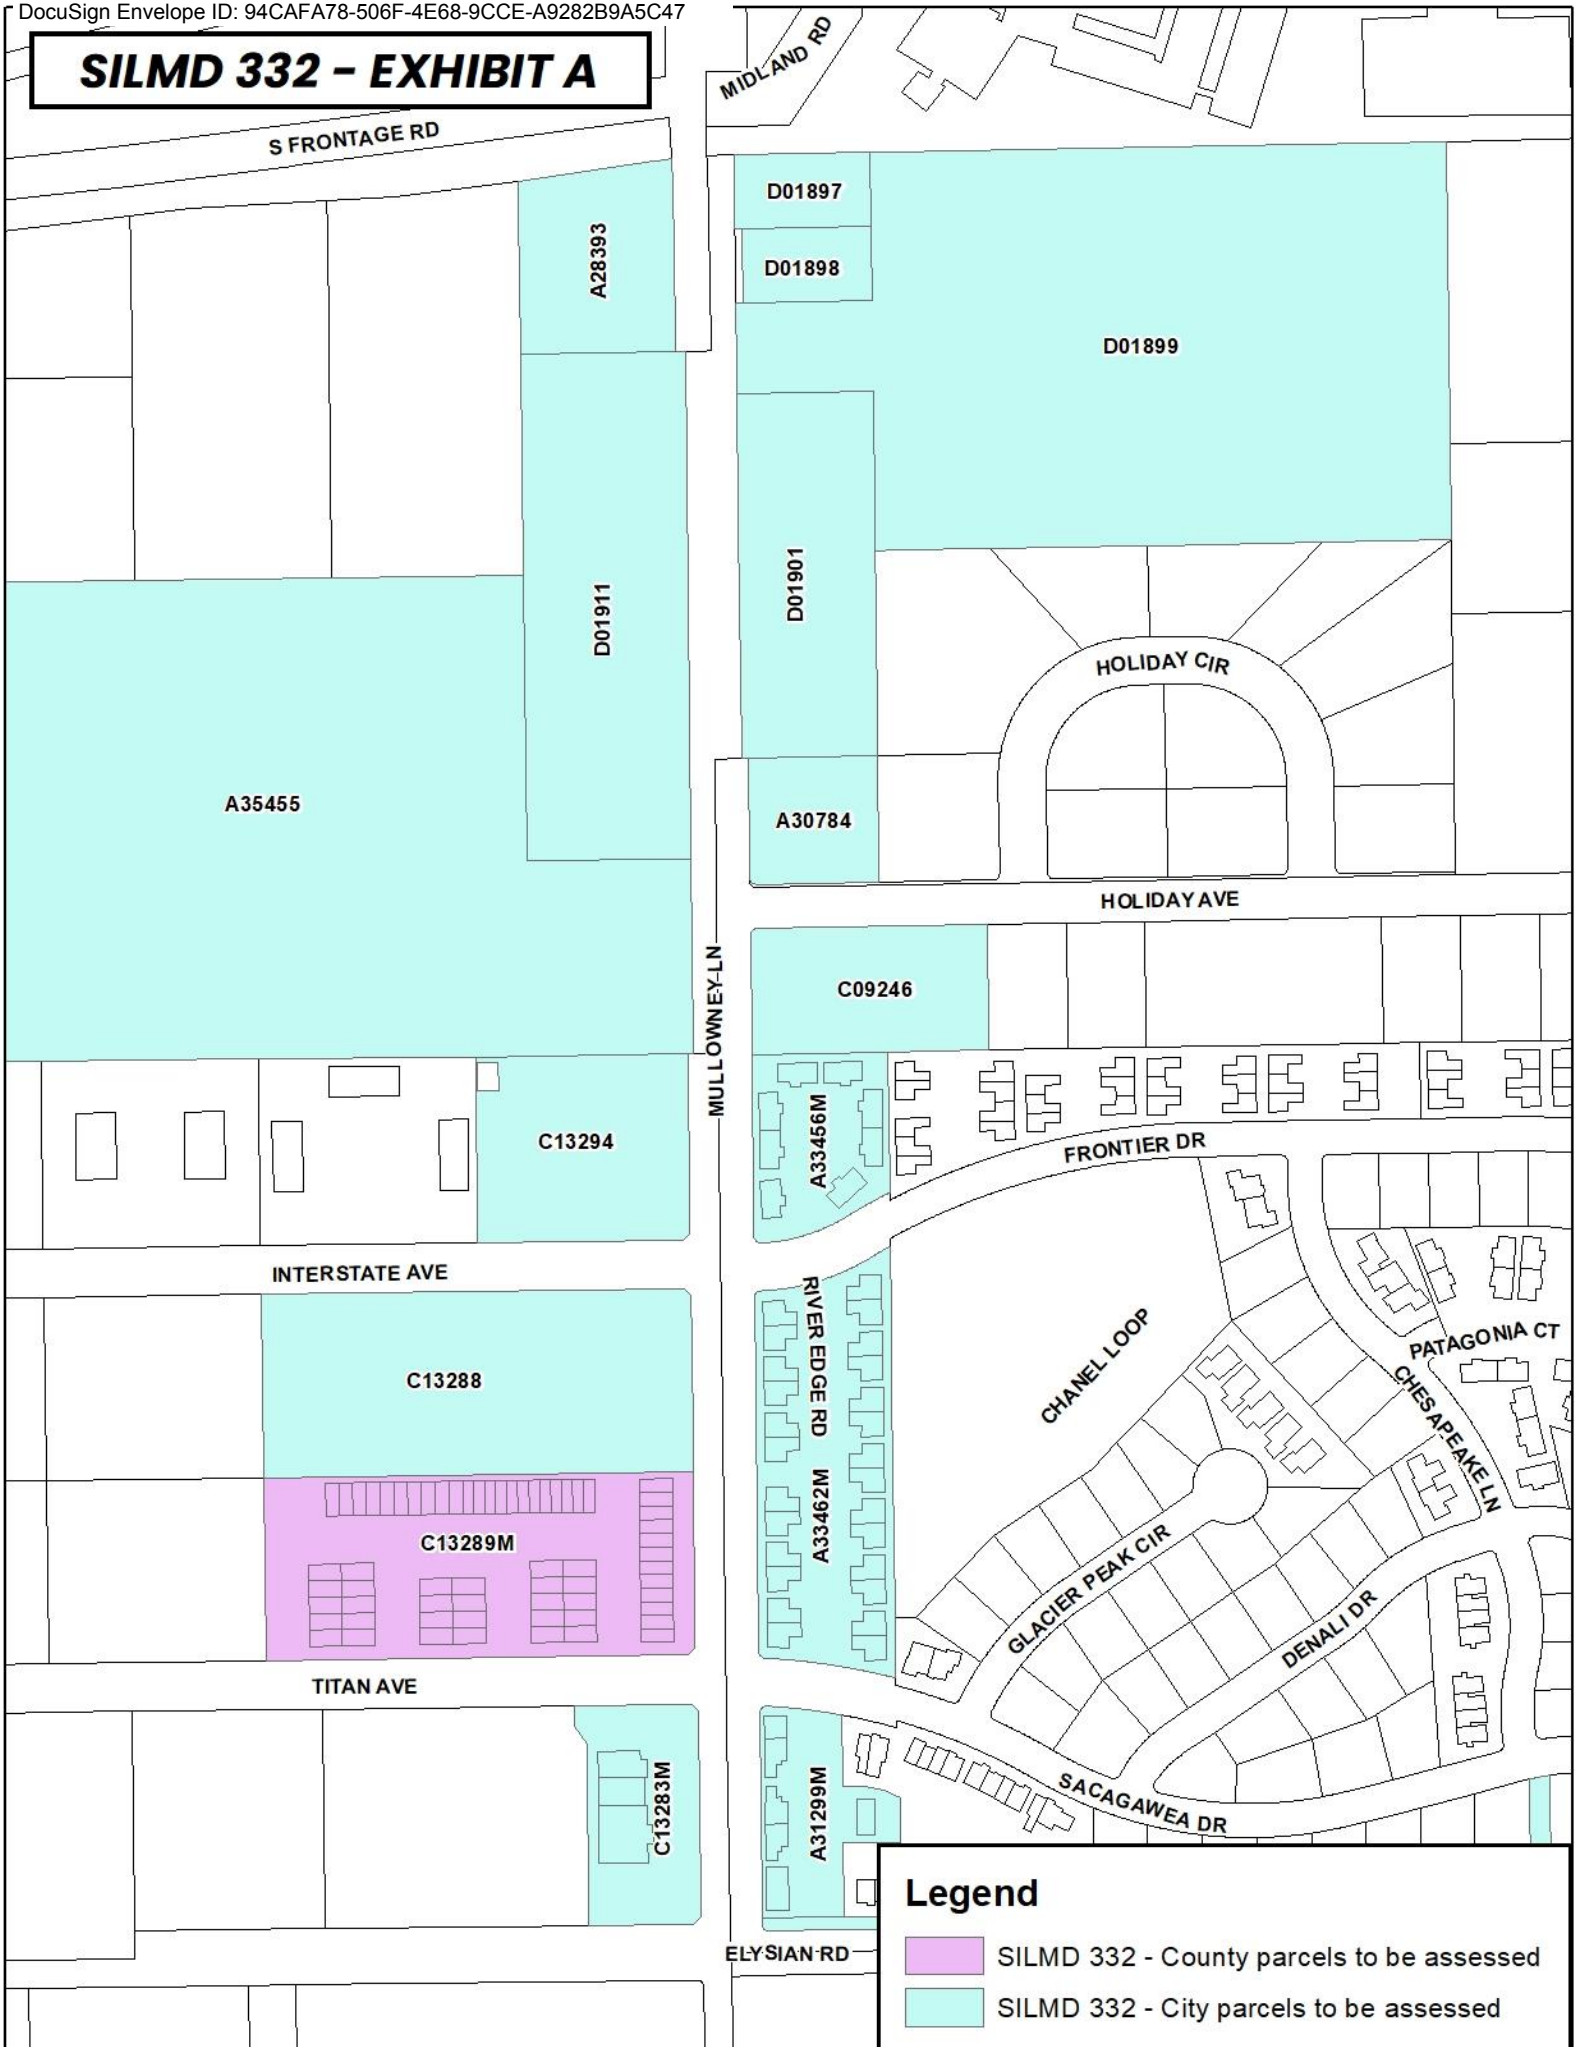 DocuSign Envelope ID: 94CAFA78-506F-4E68-9CCE-A9282B9A5C47
SILMD 332 - EXHIBIT A
MIDLAND RD
S FRONTAGE RD
D01897
A28393
D01898
D01899
D01901
D01911
HOLIDAY CIR
A35455
A30784
HOLIDAY AVE
C09246
MULLOWNEY LN
C13294
A33456M
FRONTIER DR
INTERSTATE AVE
RIVER EDGE RD
CHANEL LOOP
PATAGONIA CT
C13288
CHESAPEAKE LN
A33462M
C13289M
GLACIER PEAK CIR
DENALI DR
TITAN AVE
C13283M
A31299M
SACAGAWEA DR
ELYSIAN RD
Legend
SILMD 332 - County parcels to be assessed
SILMD 332 - City parcels to be assessed